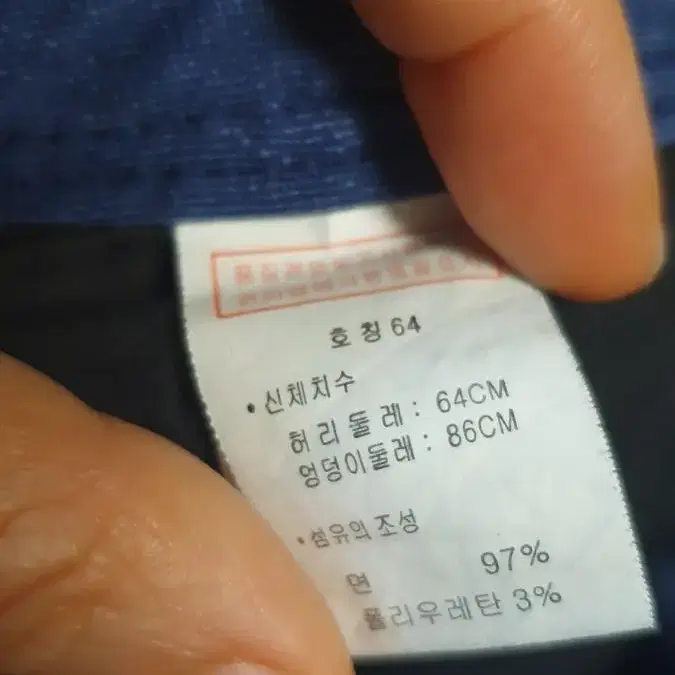 호칭 64
• 신체치수
허리둘레 : 64CM
엉덩이둘레 : 86CM
• 섬유의 조성
면 97%
폴리우레탄 3%